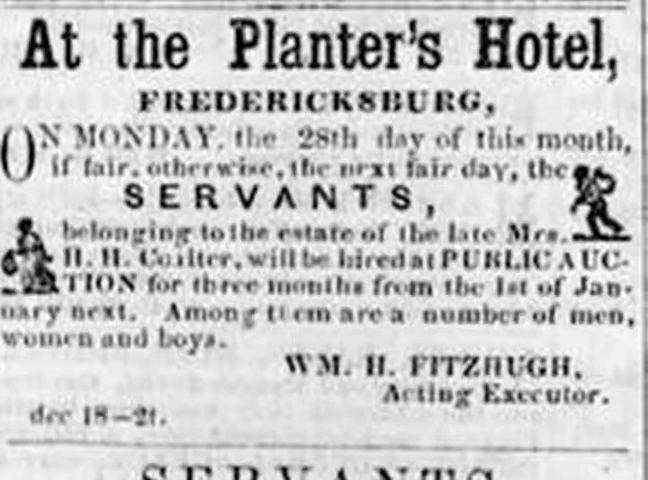 At the Planter's Hotel,
FREDERICKSBURG,
ON MONDAY, the 28th day of this month,
if fair, otherwise, the next fair day, the
SERVANTS,
belonging to the estate of the late Mrs.
H. H. Coalter, will be hired at PUBLIC AUC-
TION for three months from the 1st of Jan-
uary next. Among them are a number of men,
women and boys.
WM. H. FITZHUGH,
Acting Executor.
dec 18—2t.
SERVANTS